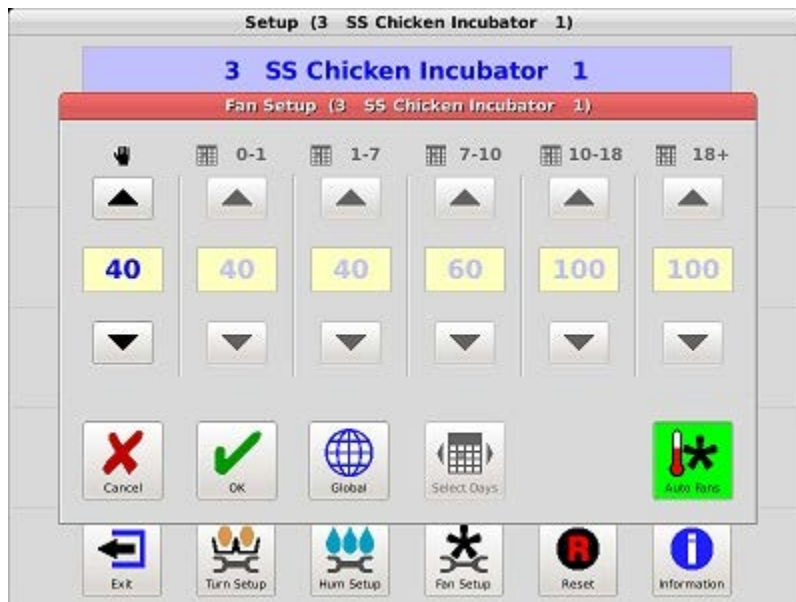 Setup (3 SS Chicken Incubator 1)
3 SS Chicken Incubator 1
Fan Setup (3 SS Chicken Incubator 1)
0-1 1-7 7-10 10-18 18+
40 40 40 60 100 100
Cancel OK Global Select Days Auto Fans
Exit Turn Setup Hum Setup Fan Setup R Reset i Information